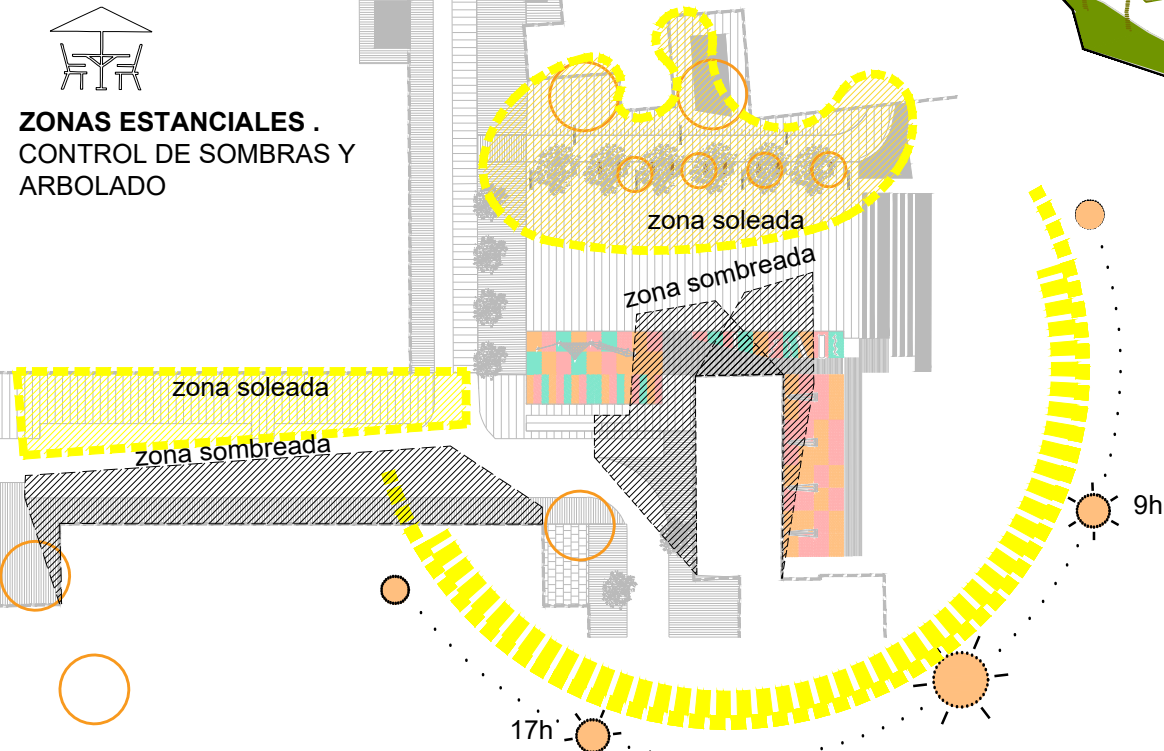 ZONAS ESTANCIALES .
CONTROL DE SOMBRAS Y
ARBOLADO
zona soleada
zona sombreada
zona soleada
zona sombreada
9h
17h